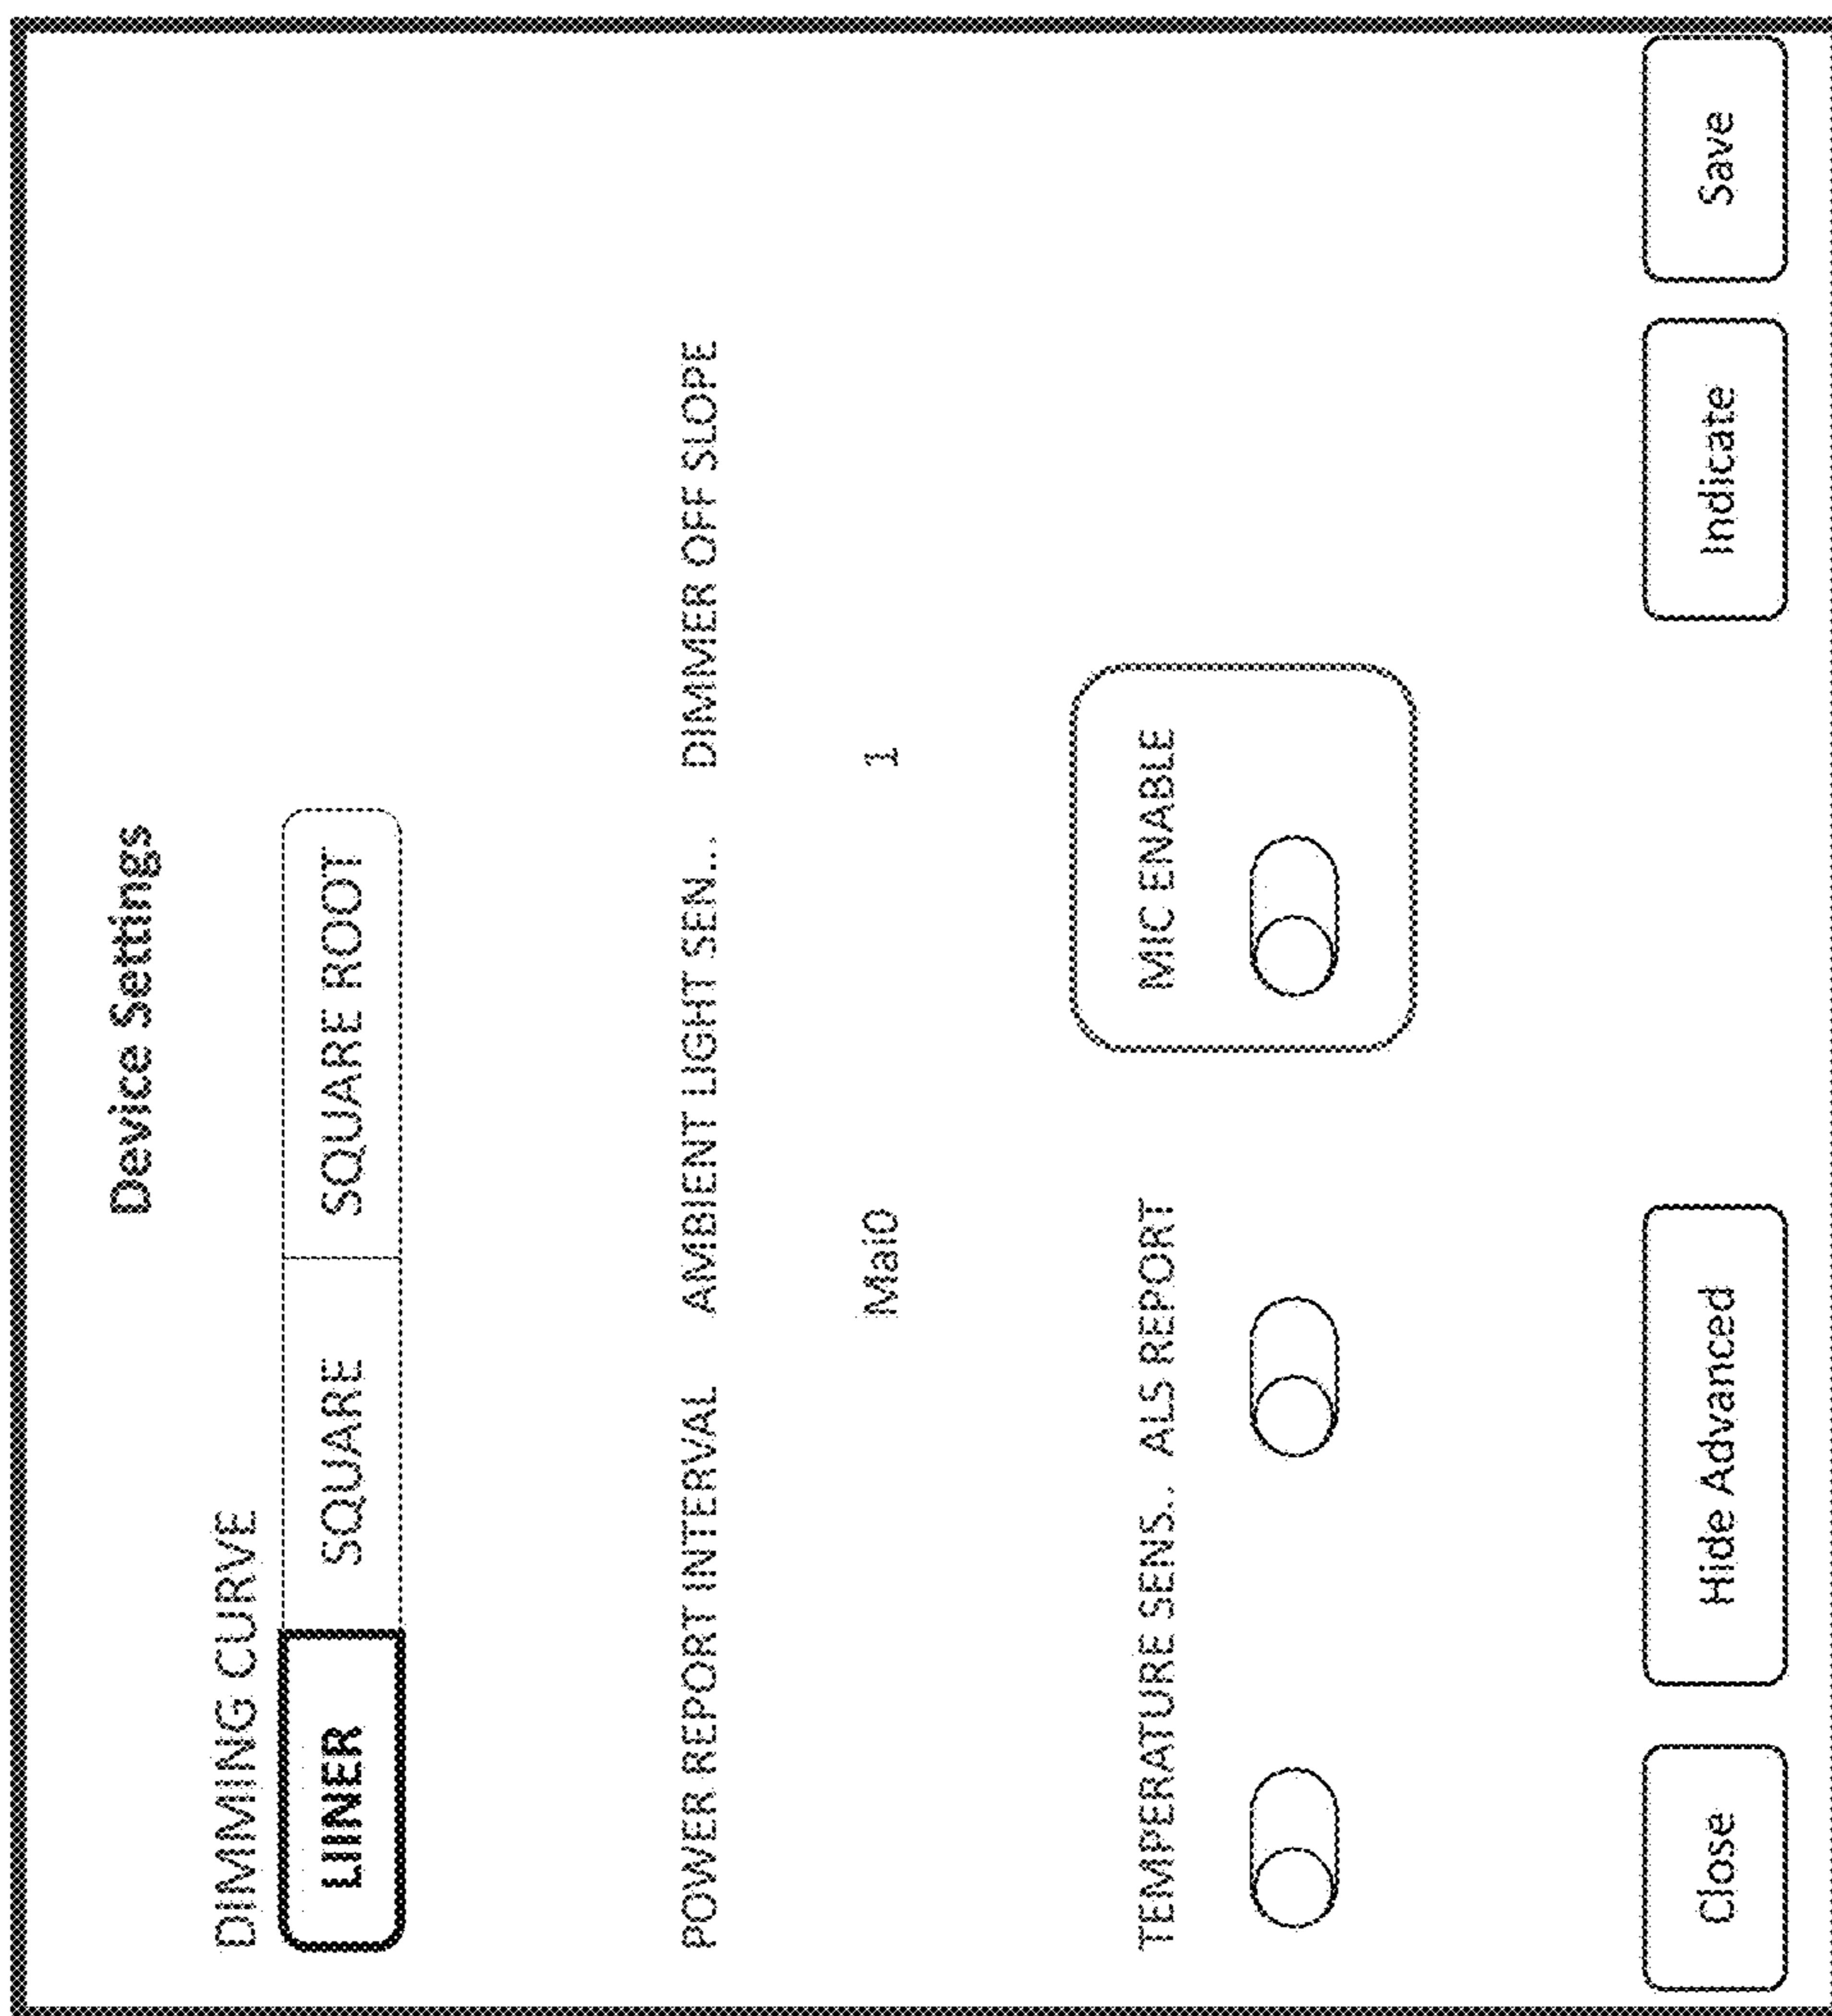 Device Settings
DIMMING CURVE
LIINER SQUARE SQUARE ROOT
POWER REPORT INTERVAL AMBIENT LIGHT SEN... DIMMER OFF SLOPE
Mai0 1
TEMPERATURE SENS.. ALS REPORT MIC ENABLE
Close Hide Advanced Indicate Save